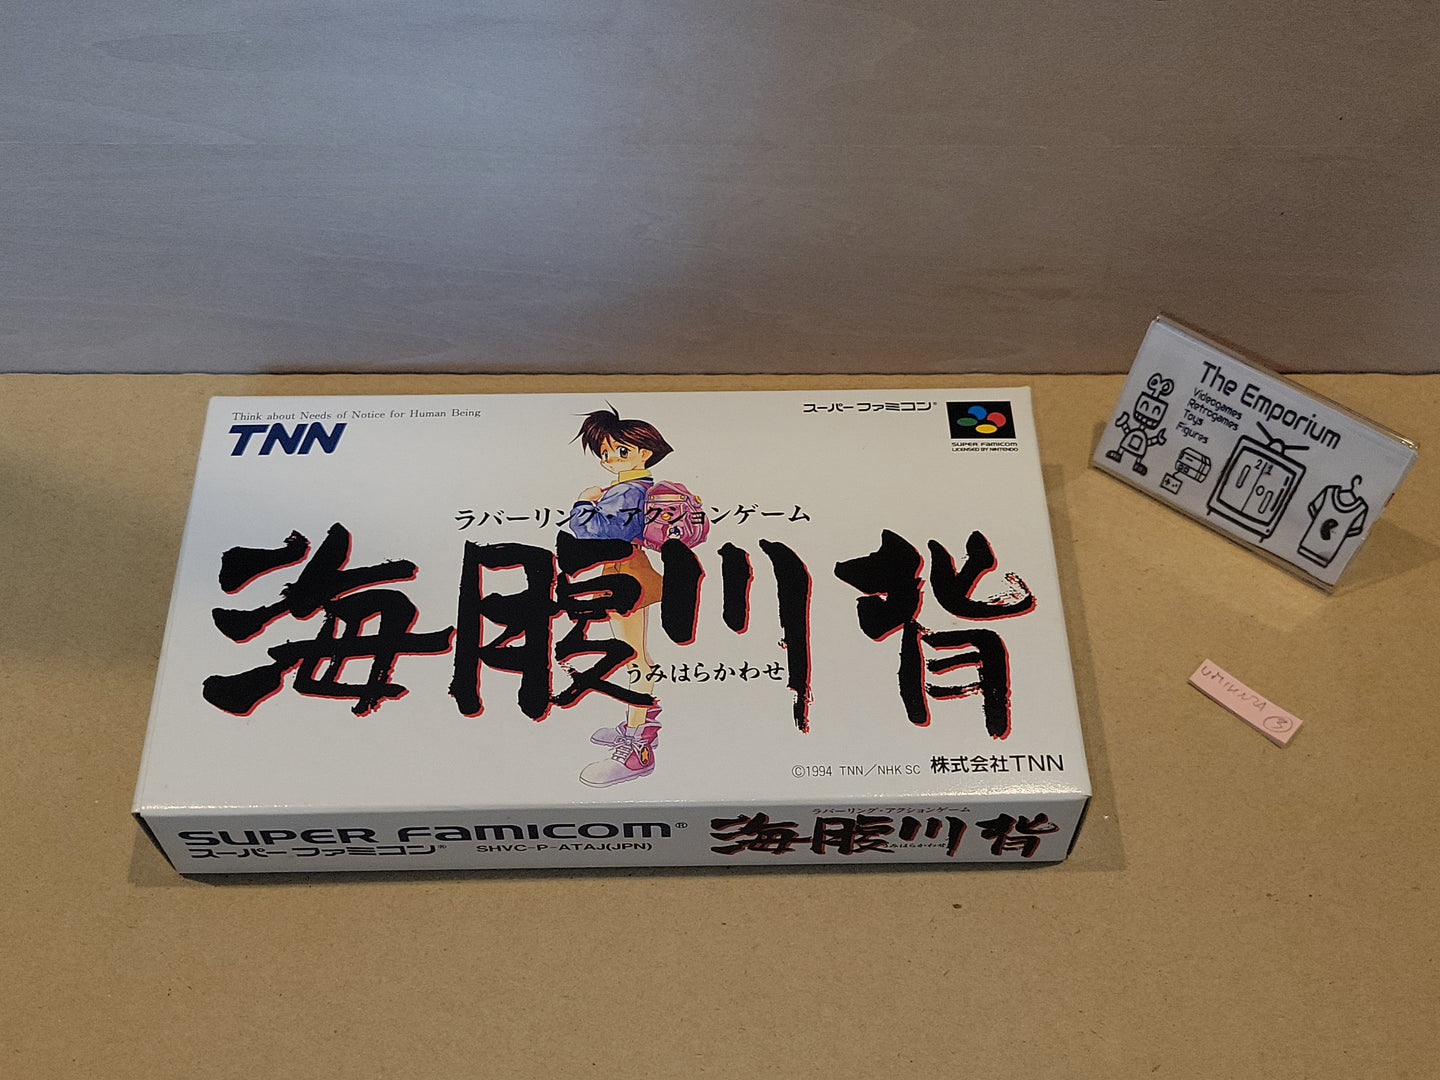 Think about Needs of Notice for Human Being
TNN
スーパーファミコン®
SUPER FAMICOM
LICENSED BY NINTENDO
ラバーリング・アクションゲーム
海腹川背
うみはらかわせ
©1994 TNN/NHK SC 株式会社TNN
SUPER FAMICOM®
スーパーファミコン®
SHVC-P-ATAJ(JPN)
ラバーリング・アクションゲーム
海腹川背
うみはらかわせ
The Emporium
Videogames
Retrogames
Toys
Figures
21